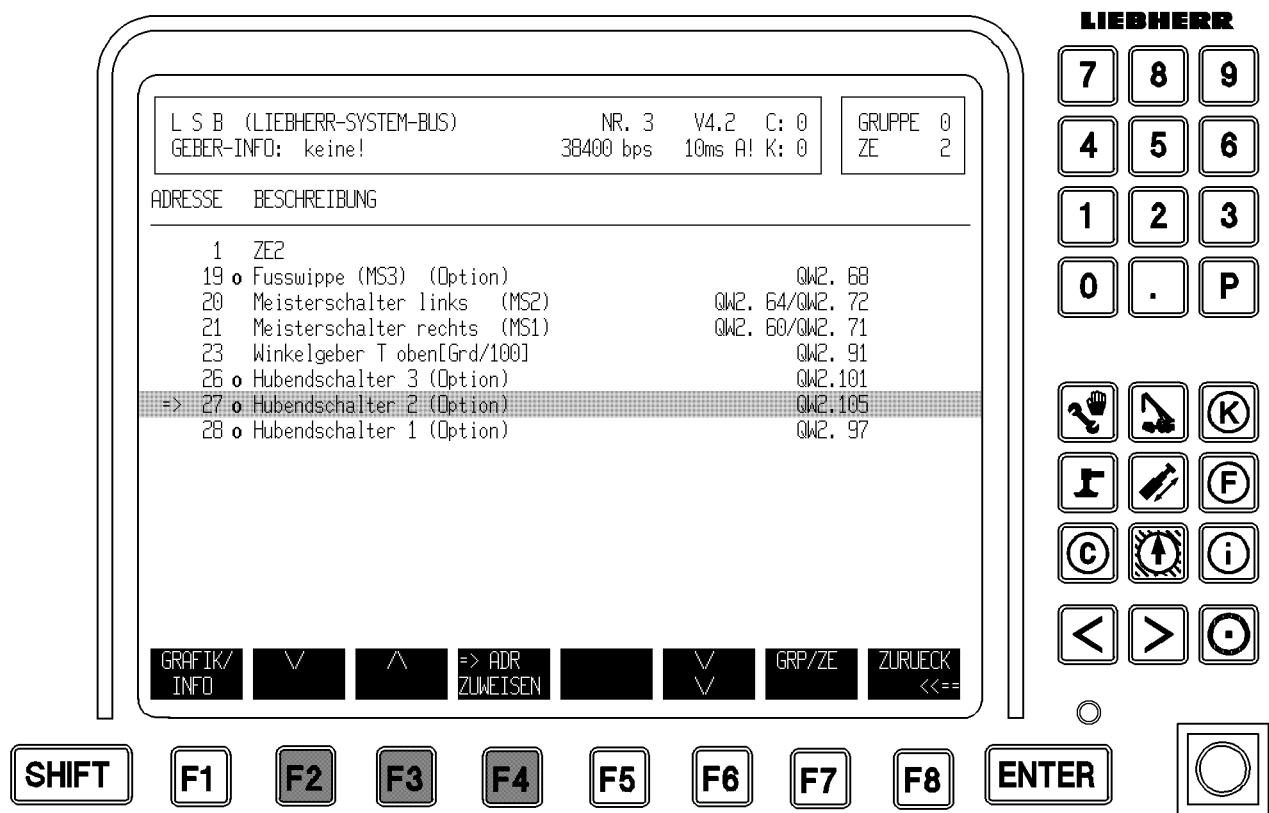 LIEBHERR
L S B (LIEBHERR-SYSTEM-BUS) NR. 3 V4.2 C: 0 GRUPPE 0
GEBER-INFO: keine! 38400 bps 10ms A! K: 0 ZE 2
ADRESSE BESCHREIBUNG
1 ZE2
19 o Fusswippe (MS3) (Option) QW2. 68
20 Meisterschalter links (MS2) QW2. 64/QW2. 72
21 Meisterschalter rechts (MS1) QW2. 60/QW2. 71
23 Winkelgeber T oben[Grd/100] QW2. 91
26 o Hubendschalter 3 (Option) QW2.101
=> 27 o Hubendschalter 2 (Option) QW2.105
28 o Hubendschalter 1 (Option) QW2. 97
GRAFIK/ \/ /\ => ADR \/ GRP/ZE ZURUECK
INFO ZUWEISEN \/ <<==
7 8 9
4 5 6
1 2 3
0 . P
K
F
C i
< >
SHIFT F1 F2 F3 F4 F5 F6 F7 F8 ENTER